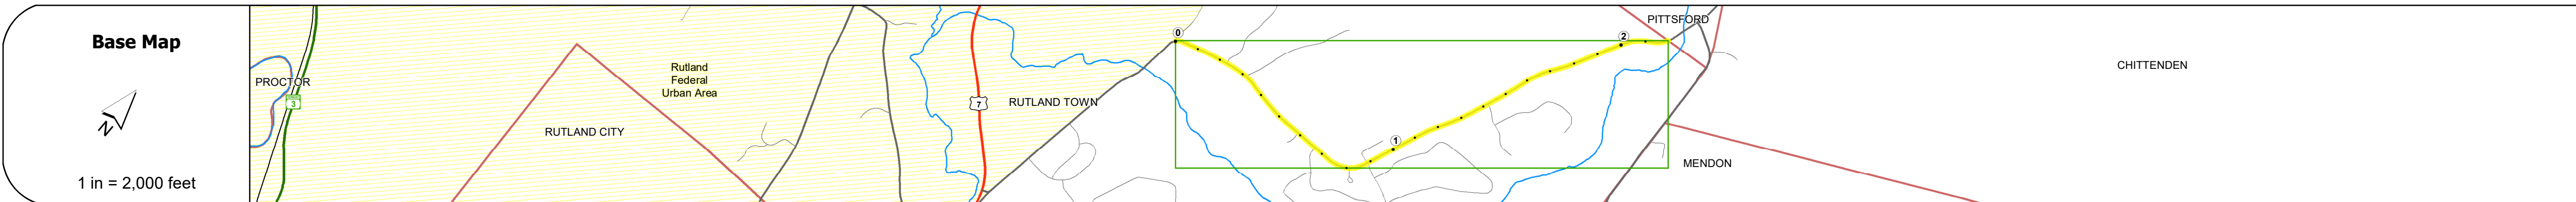 Base Map
N
1 in = 2,000 feet
PROCTOR
3
RUTLAND CITY
Rutland
Federal
Urban Area
7
RUTLAND TOWN
0
1
2
PITTSFORD
MENDON
CHITTENDEN